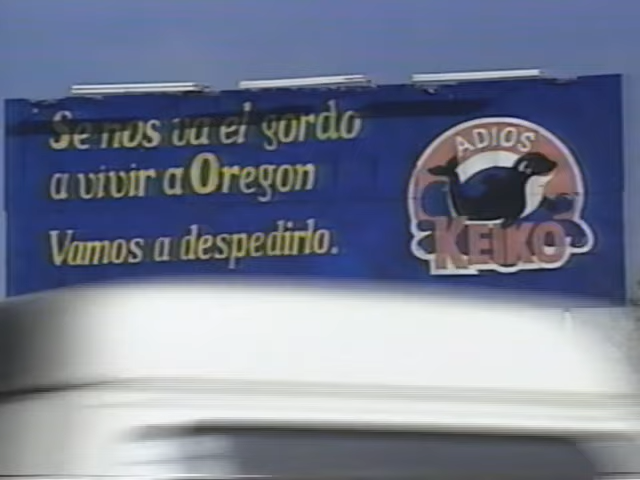 Se nos va el gordo
a vivir a Oregon
Vamos a despedirlo.
ADIOS
KEIKO